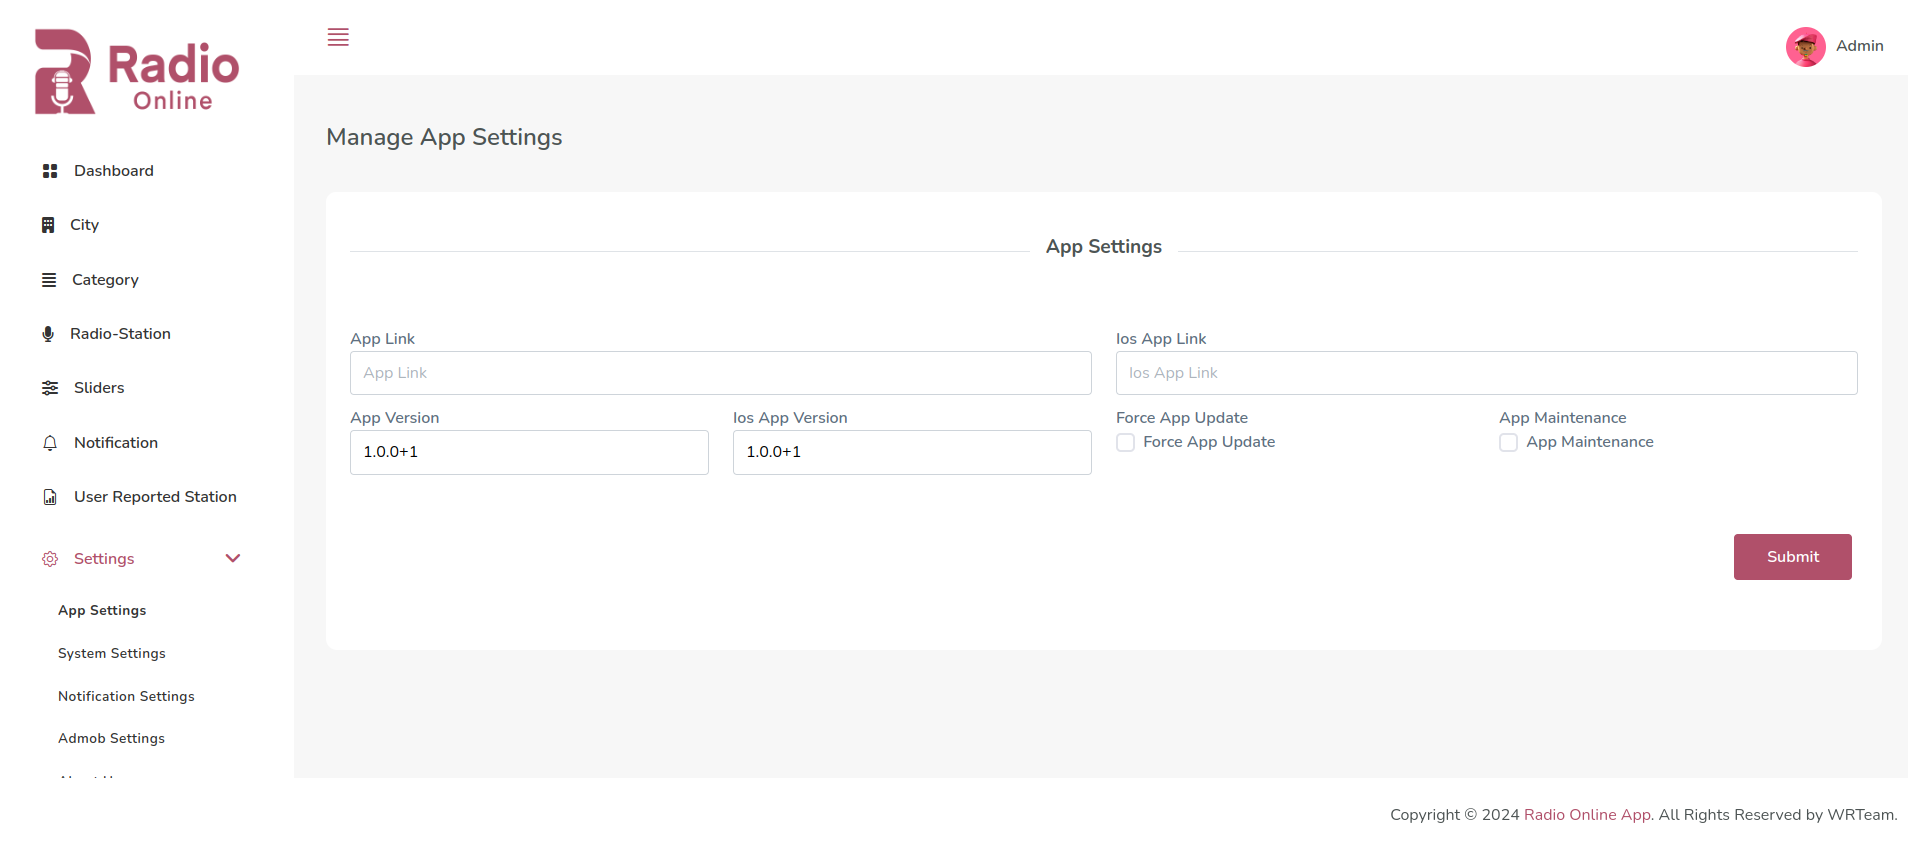 Radio
Online
Admin
Manage App Settings
Dashboard
City
Category
Radio-Station
Sliders
Notification
User Reported Station
Settings
App Settings
System Settings
Notification Settings
Admob Settings
App Settings
App Link
App Link
Ios App Link
Ios App Link
App Version
1.0.0+1
Ios App Version
1.0.0+1
Force App Update
Force App Update
App Maintenance
App Maintenance
Submit
Copyright © 2024 Radio Online App. All Rights Reserved by WRTeam.